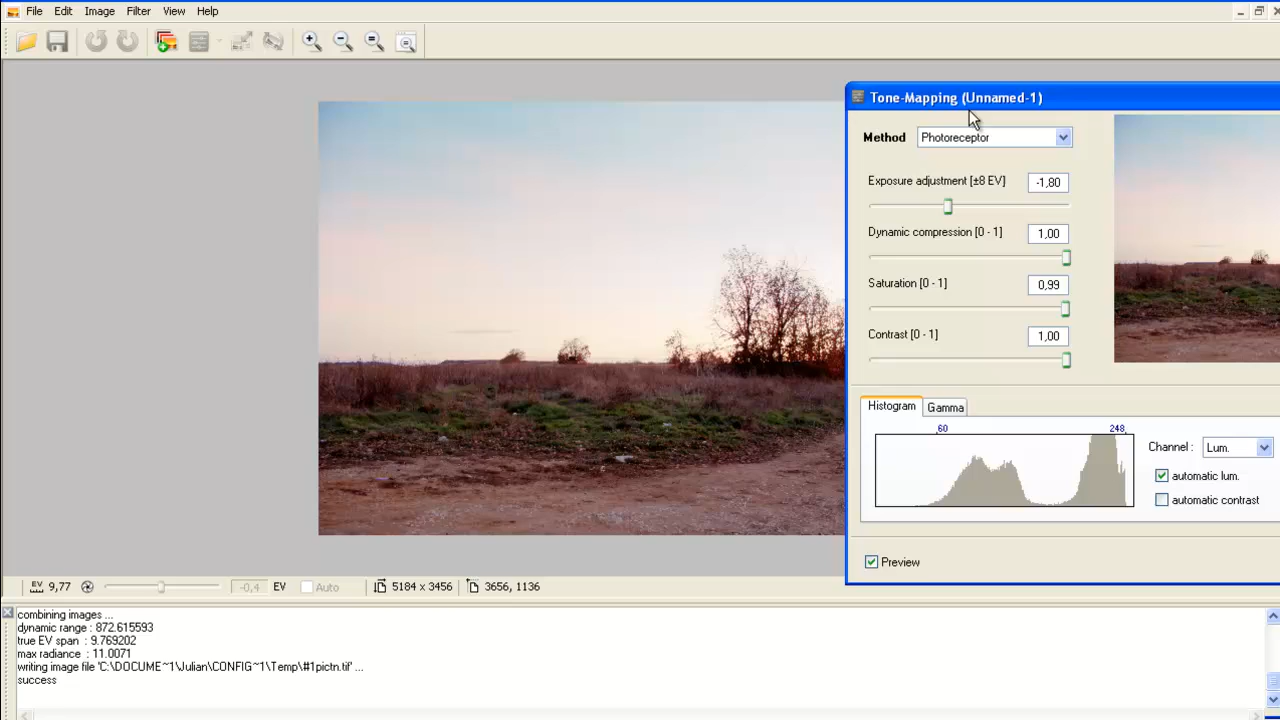 File Edit Image Filter View Help
Tone-Mapping (Unnamed-1)
Method Photoreceptor
Exposure adjustment [±8 EV] -1,80
Dynamic compression [0 - 1] 1,00
Saturation [0 - 1] 0,99
Contrast [0 - 1] 1,00
Histogram Gamma
60 248
Channel : Lum.
automatic lum.
automatic contrast
Preview
EV 9,77 -0,4 EV Auto 5184 x 3456 3656, 1136
combining images ...
dynamic range : 872.615593
true EV span : 9.769202
max radiance : 11.0071
writing image file 'C:\DOCUME~1\Julian\CONFIG~1\Temp\#1pictn.tif' ...
success